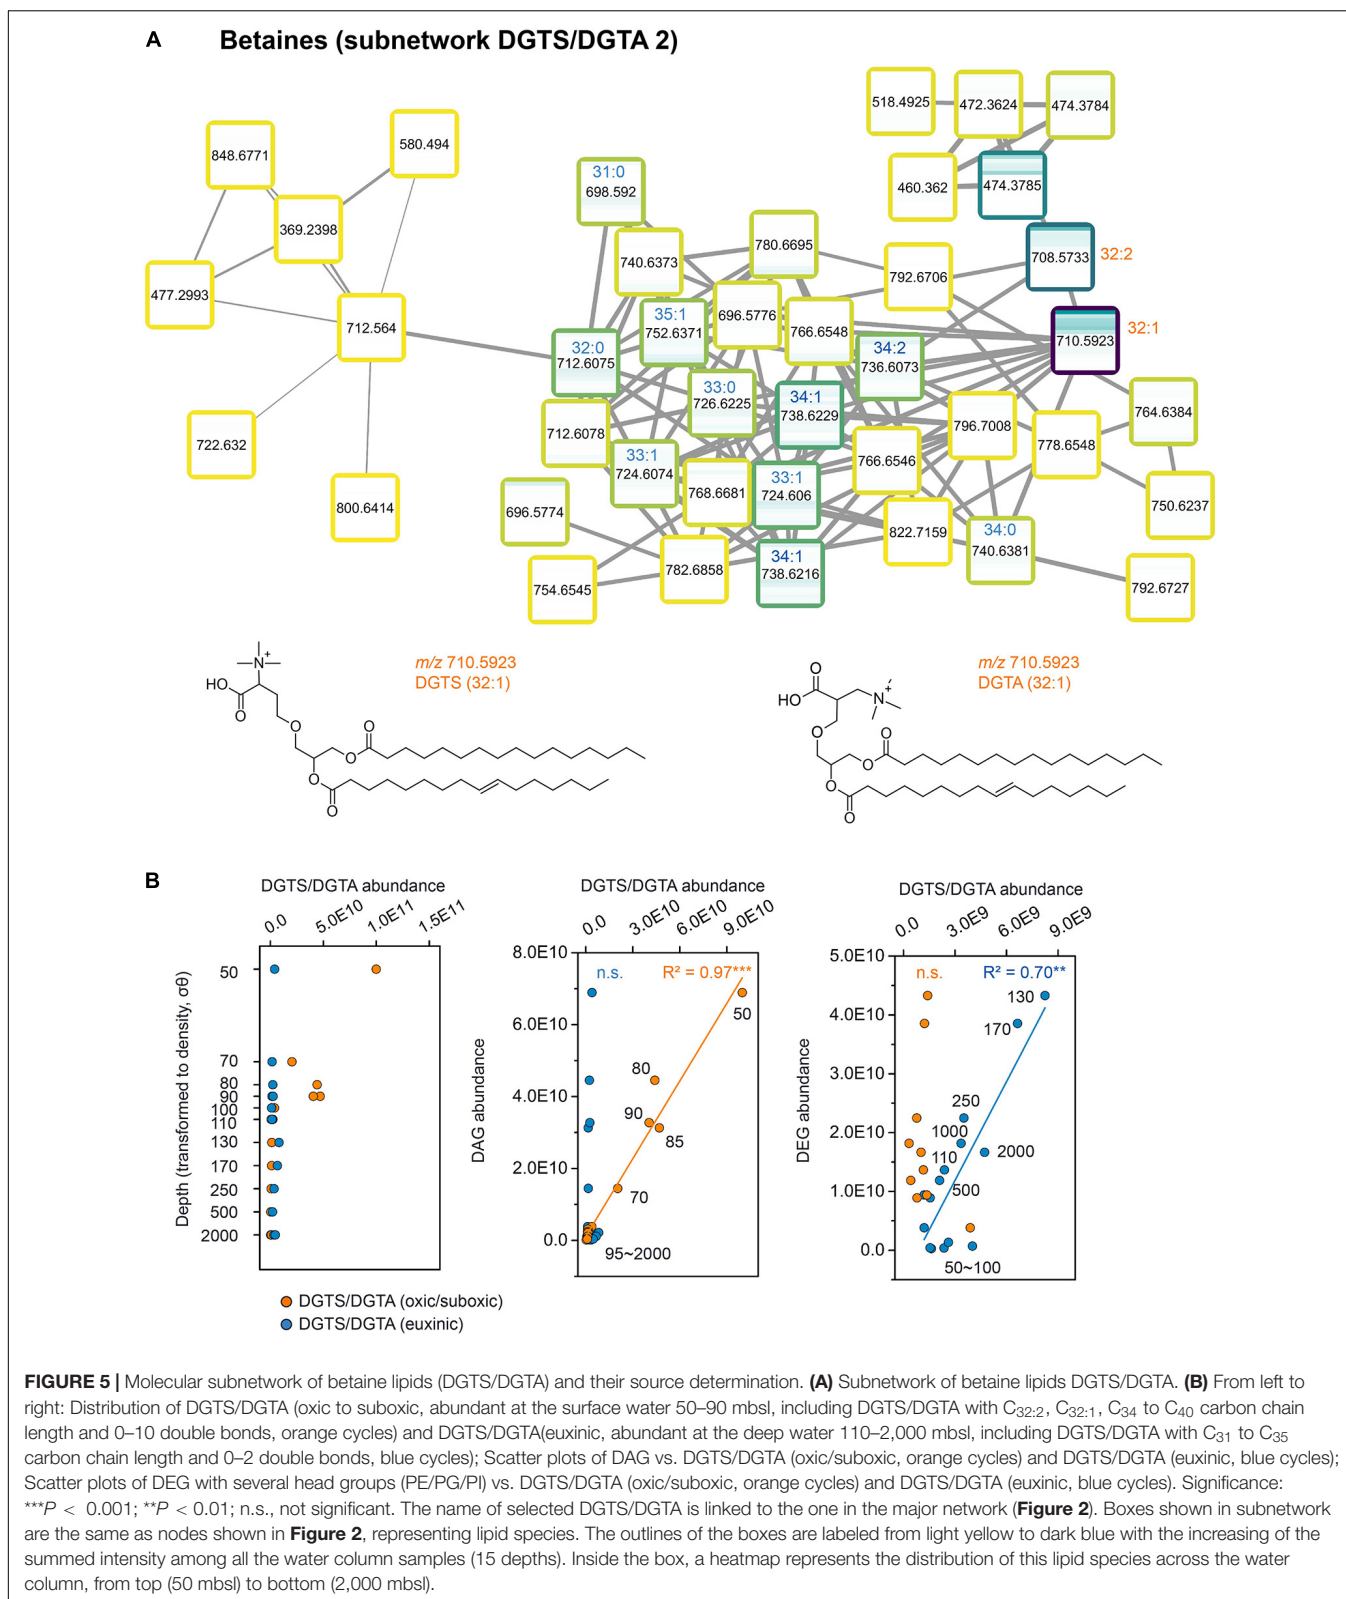 A Betaines (subnetwork DGTS/DGTA 2)
518.4925
472.3624
474.3784
580.494
848.6771
460.362
474.3785
31:0
698.592
369.2398
780.6695
708.5733
32:2
740.6373
792.6706
477.2993
696.5776
35:1
752.6371
766.6548
712.564
710.5923
32:1
32:0
712.6075
34:2
736.6073
33:0
726.6225
34:1
738.6229
764.6384
796.7008
712.6078
722.632
778.6548
33:1
724.6074
766.6546
33:1
724.606
768.6681
800.6414
696.5774
750.6237
822.7159
34:0
740.6381
34:1
738.6216
782.6858
754.6545
792.6727
m/z 710.5923
DGTS (32:1)
N+
HO
O
O
O
O
O
O
m/z 710.5923
DGTA (32:1)
O
HO
N+
O
O
O
O
O
B
DGTS/DGTA abundance
0.0 5.0E10 1.0E11 1.5E11
Depth (transformed to density, σθ)
50
70
80
90
100
110
130
170
250
500
2000
DGTS/DGTA abundance
0.0 3.0E10 6.0E10 9.0E10
DAG abundance
8.0E10
6.0E10
4.0E10
2.0E10
0.0
n.s. R² = 0.97***
50
80
90
85
70
95~2000
DGTS/DGTA abundance
0.0 3.0E9 6.0E9 9.0E9
DEG abundance
5.0E10
4.0E10
3.0E10
2.0E10
1.0E10
0.0
n.s. R² = 0.70**
130
170
250
1000
2000
110
500
50~100
DGTS/DGTA (oxic/suboxic)
DGTS/DGTA (euxinic)
FIGURE 5 | Molecular subnetwork of betaine lipids (DGTS/DGTA) and their source determination. (A) Subnetwork of betaine lipids DGTS/DGTA. (B) From left to
right: Distribution of DGTS/DGTA (oxic to suboxic, abundant at the surface water 50–90 mbsl, including DGTS/DGTA with C32:2, C32:1, C34 to C40 carbon chain
length and 0–10 double bonds, orange cycles) and DGTS/DGTA(euxinic, abundant at the deep water 110–2,000 mbsl, including DGTS/DGTA with C31 to C35
carbon chain length and 0–2 double bonds, blue cycles); Scatter plots of DAG vs. DGTS/DGTA (oxic/suboxic, orange cycles) and DGTS/DGTA (euxinic, blue cycles);
Scatter plots of DEG with several head groups (PE/PG/PI) vs. DGTS/DGTA (oxic/suboxic, orange cycles) and DGTS/DGTA (euxinic, blue cycles). Significance:
***P < 0.001; **P < 0.01; n.s., not significant. The name of selected DGTS/DGTA is linked to the one in the major network (Figure 2). Boxes shown in subnetwork
are the same as nodes shown in Figure 2, representing lipid species. The outlines of the boxes are labeled from light yellow to dark blue with the increasing of the
summed intensity among all the water column samples (15 depths). Inside the box, a heatmap represents the distribution of this lipid species across the water
column, from top (50 mbsl) to bottom (2,000 mbsl).